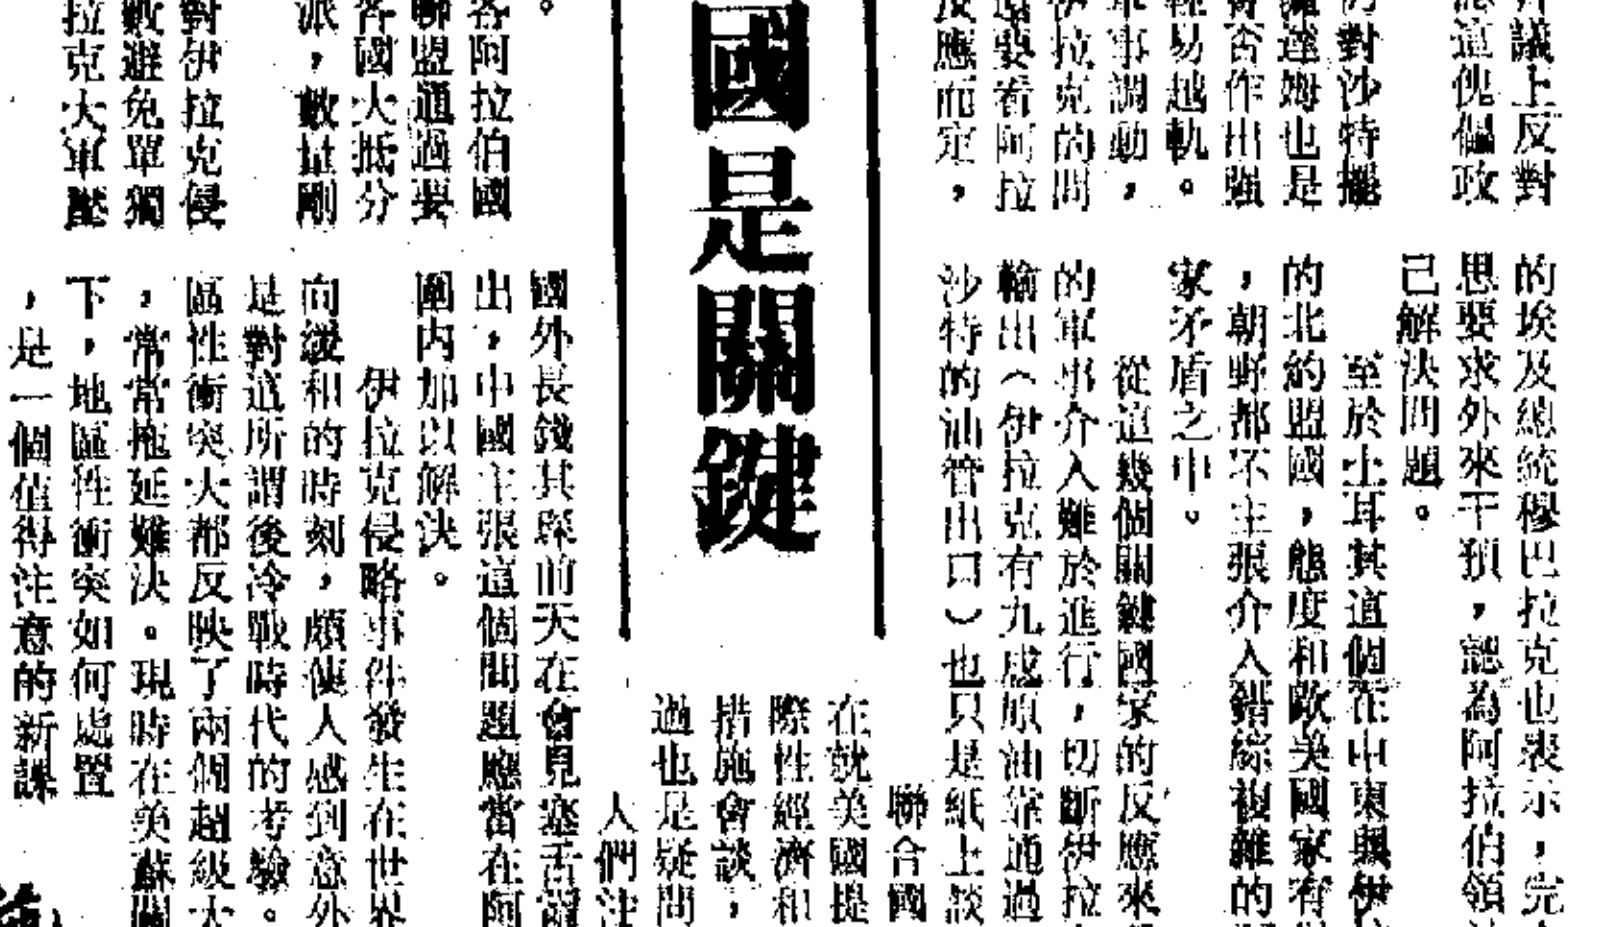 議上反對
這傀儡政
對沙特擺
達姆也是
否作出強
易越軌。
事調動，
伊拉克的問
還要看阿拉
反應而定，
的埃及總統穆巴拉克也表示，完
思要求外來干預，認為阿拉伯領
己解決問題。
至於土耳其這個在中東與伊
的北約盟國，態度和歐美國家有
，朝野都不主張介入錯綜複雜的
家矛盾之中。
從這幾個關鍵國家的反應來
的軍事介入難於進行，切斷伊拉
輸出（伊拉克有九成原油靠通過
沙特的油管出口）也只是紙上談
聯合國
在就美國提
際性經濟和
措施會談，
過也是疑問
人們注
國是關鍵
。
各阿拉伯國
聯盟通過要
各國大抵分
派，數量剛
對伊拉克侵
數避免單獨
拉克大軍壓
國外長錢其琛前天在會見塞舌爾
出，中國主張這個問題應當在阿
圍內加以解決。
伊拉克侵略事件發生在世界
向緩和的時刻，頗使人感到意外
是對這所謂後冷戰時代的考驗。
區性衝突大都反映了兩個超級大
，常常拖延難決。現時在美蘇關
下，地區性衝突如何處置
，是一個值得注意的新課